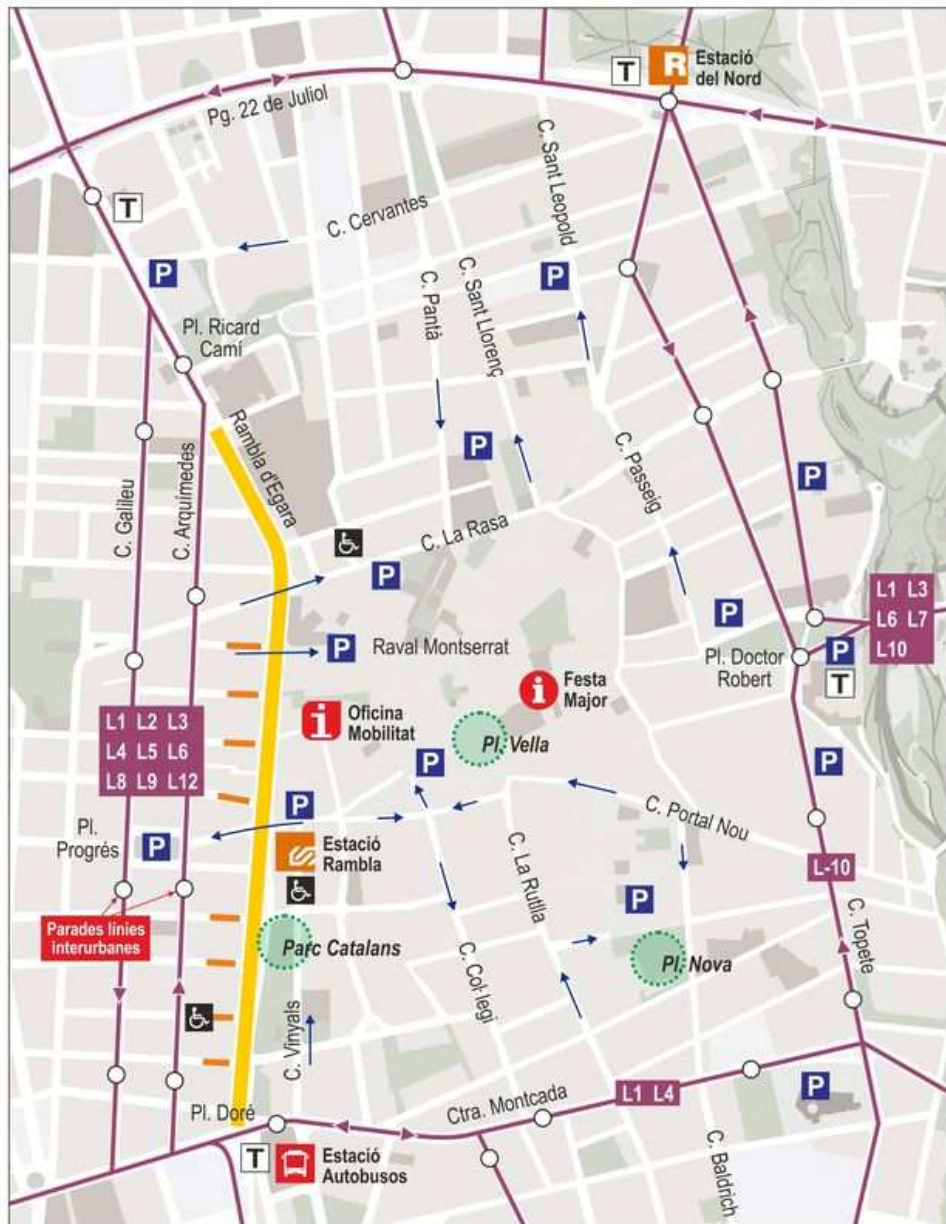 R
Estació
del Nord
T
Pg. 22 de Juliol
T
C. Cervantes
C. Sant Leopold
P
P
Pl. Ricard
Camí
C. Pantà
C. Sant Llorenç
Rambla d'Egara
P
P
C. Galileu
C. Arquímedes
C. La Rasa
C. Passeig
P
P
L1 L3
L6 L7
L10
P
Raval Montserrat
Pl. Doctor
Robert
P
T
i
Festa
Major
i
Oficina
Mobilitat
L1 L2 L3
L4 L5 L6
L8 L9 L12
Pl. Vella
P
P
P
C. Portal Nou
Pl.
Progrés
P
Estació
Rambla
C. La Rutlla
L-10
P
Parades línies
interurbanes
Parc Catalans
C. Col·legi
Pl. Nova
C. Topete
C. Vinyals
P
L1 L4
Ctra. Montcada
Pl. Doré
T
Estació
Autobusos
C. Baldrich